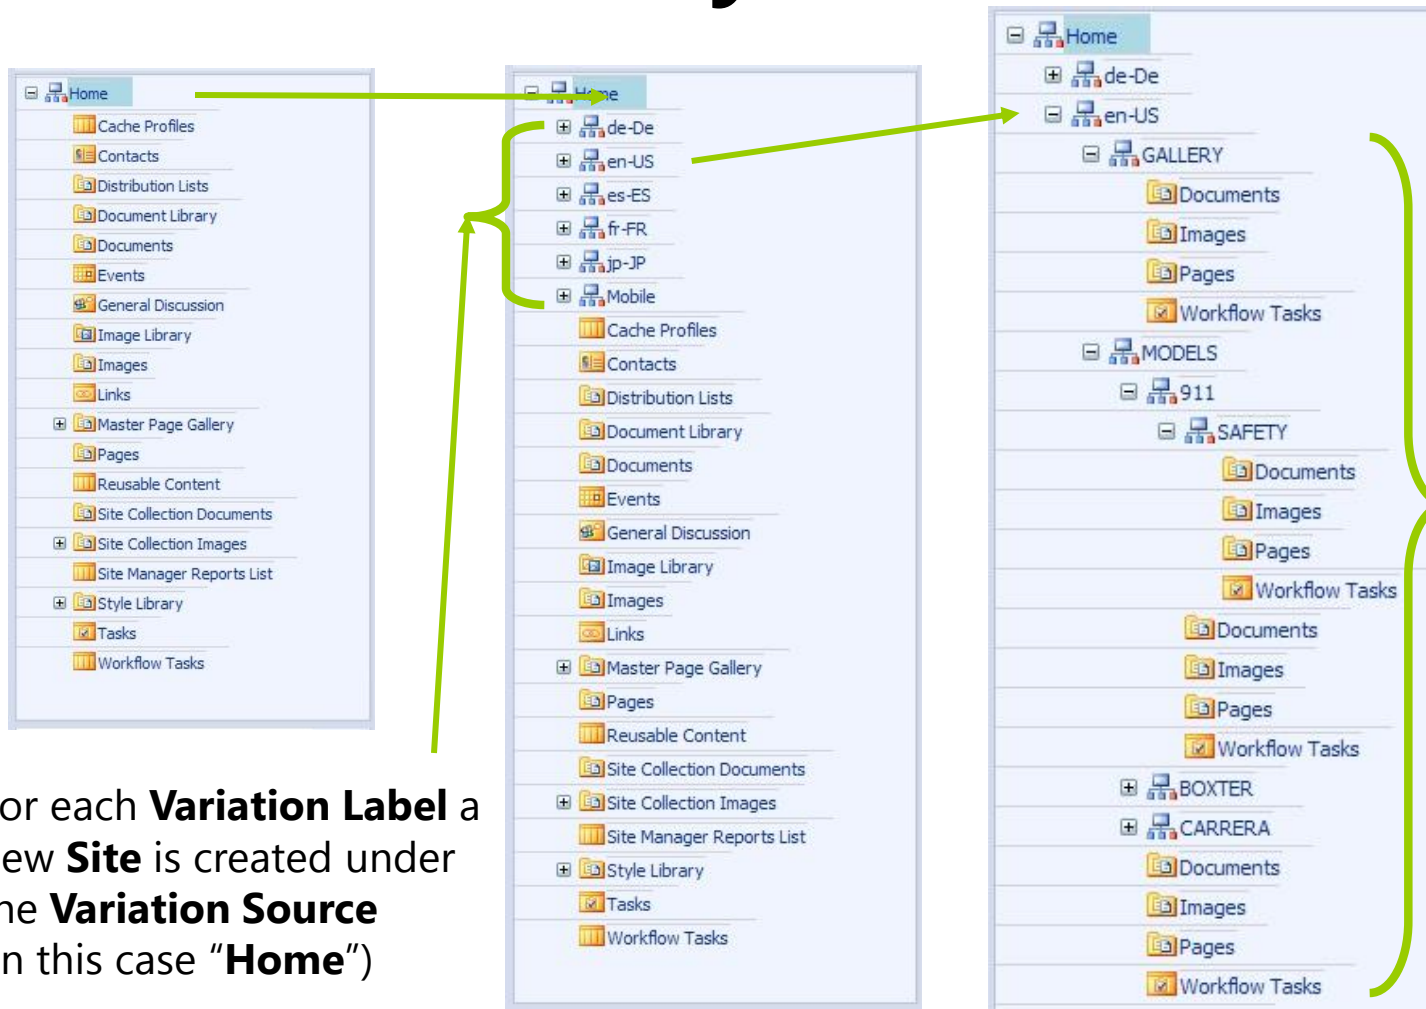 y
Home
Cache Profiles
Contacts
Distribution Lists
Document Library
Documents
Events
General Discussion
Image Library
Images
Links
Master Page Gallery
Pages
Reusable Content
Site Collection Documents
Site Collection Images
Site Manager Reports List
Style Library
Tasks
Workflow Tasks
or each Variation Label a
ew Site is created under
ne Variation Source
n this case “Home”)
Home
de-De
en-US
es-ES
fr-FR
jp-JP
Mobile
Cache Profiles
Contacts
Distribution Lists
Document Library
Documents
Events
General Discussion
Image Library
Images
Links
Master Page Gallery
Pages
Reusable Content
Site Collection Documents
Site Collection Images
Site Manager Reports List
Style Library
Tasks
Workflow Tasks
Home
de-De
en-US
GALLERY
Documents
Images
Pages
Workflow Tasks
MODELS
911
SAFETY
Documents
Images
Pages
Workflow Tasks
Documents
Images
Pages
Workflow Tasks
BOXTER
CARRERA
Documents
Images
Pages
Workflow Tasks